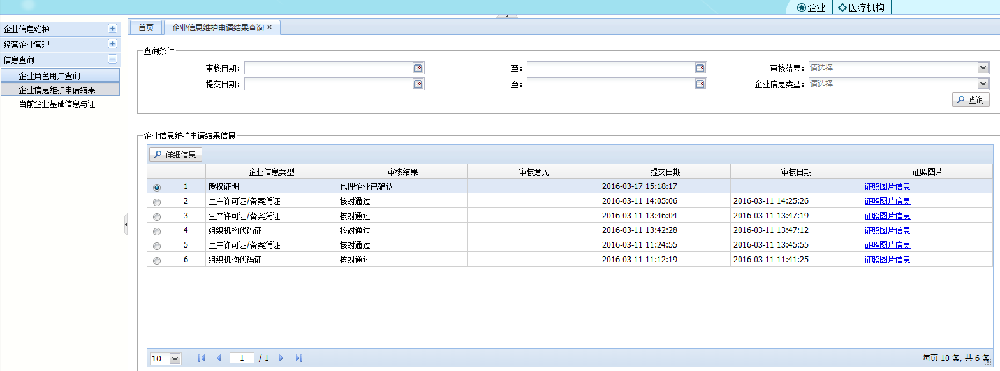 企业 医疗机构
企业信息维护
经营企业管理
信息查询
企业角色用户查询
企业信息维护申请结果...
当前企业基础信息与证...
首页 企业信息维护申请结果查询
查询条件
审核日期: 至: 审核结果: 请选择
提交日期: 至: 企业信息类型: 请选择
查询
企业信息维护申请结果信息
详细信息
企业信息类型 审核结果 审核意见 提交日期 审核日期 证照图片
1 授权证明 代理企业已确认 2016-03-17 15:18:17 证照图片信息
2 生产许可证/备案凭证 核对通过 2016-03-11 14:05:06 2016-03-11 14:25:26 证照图片信息
3 生产许可证/备案凭证 核对通过 2016-03-11 13:46:04 2016-03-11 13:47:19 证照图片信息
4 组织机构代码证 核对通过 2016-03-11 13:42:28 2016-03-11 13:47:12 证照图片信息
5 生产许可证/备案凭证 核对通过 2016-03-11 11:24:55 2016-03-11 13:45:55 证照图片信息
6 组织机构代码证 核对通过 2016-03-11 11:12:19 2016-03-11 11:41:25 证照图片信息
10 1 / 1 每页 10 条, 共 6 条